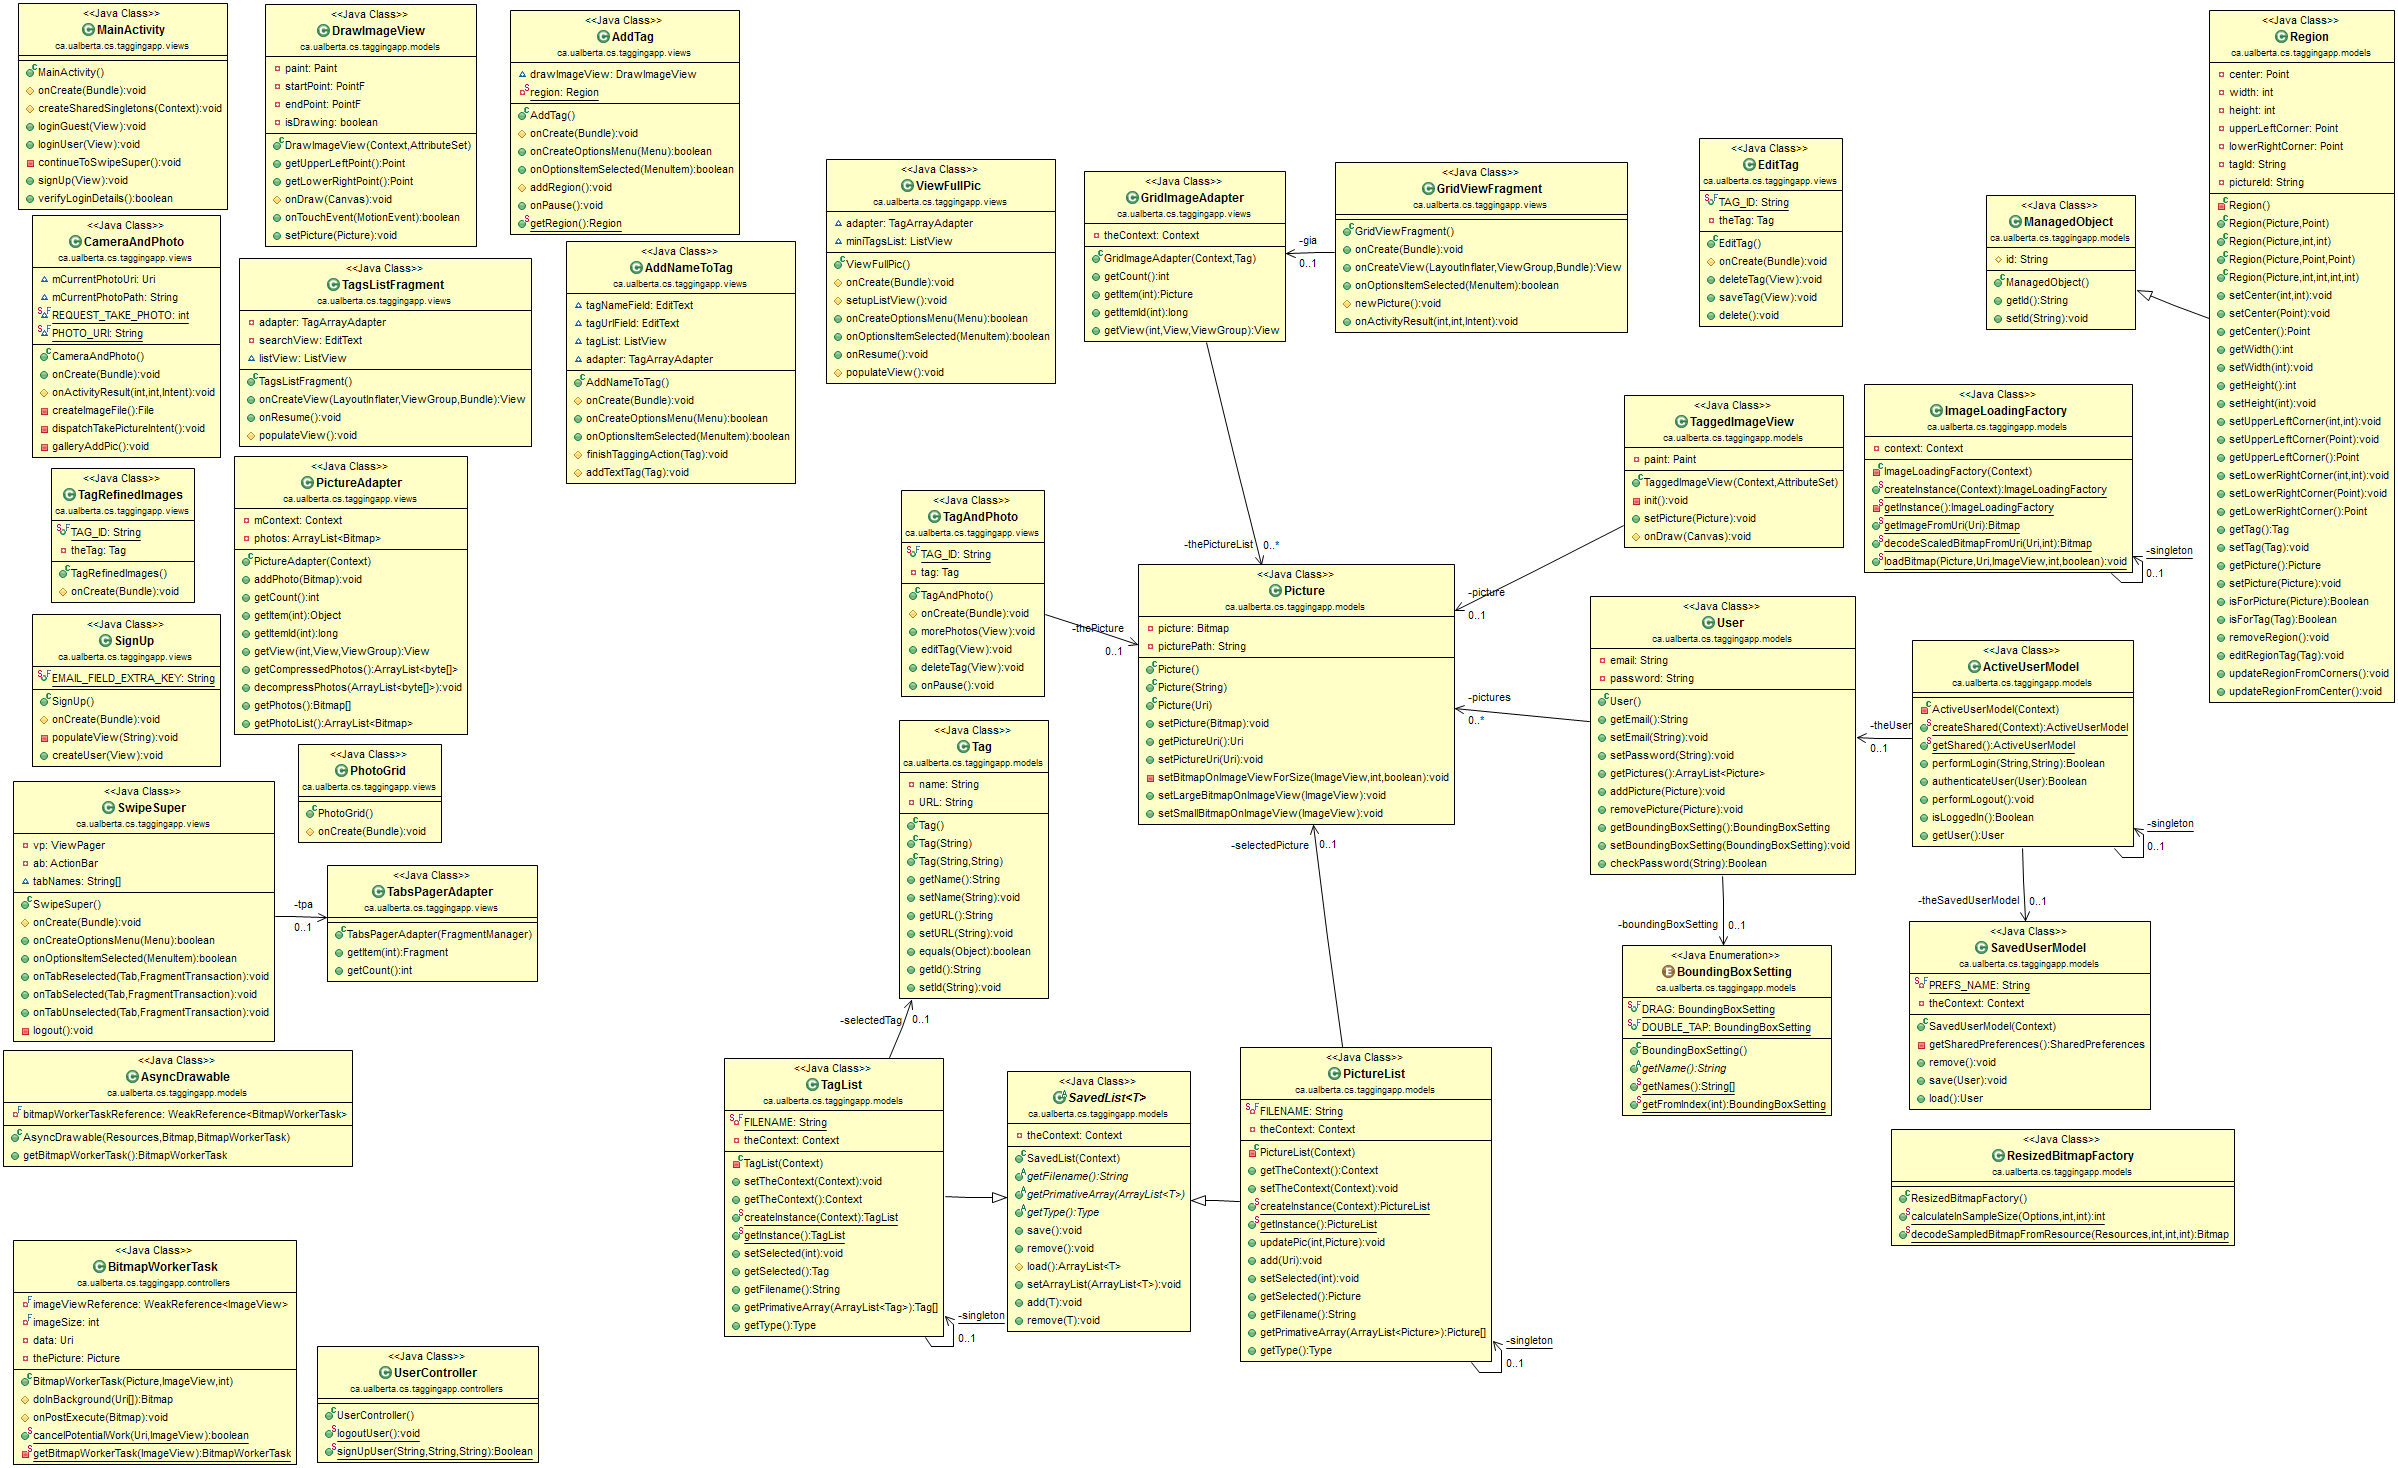 <<Java Class>>
MainActivity
ca.ualberta.cs.taggingapp.views
MainActivity()
onCreate(Bundle):void
createSharedSingletons(Context):void
loginGuest(View):void
loginUser(View):void
continueToSwipeSuper():void
signUp(View):void
verifyLoginDetails():boolean
<<Java Class>>
DrawImageView
ca.ualberta.cs.taggingapp.models
paint: Paint
startPoint: PointF
endPoint: PointF
isDrawing: boolean
DrawImageView(Context,AttributeSet)
getUpperLeftPoint():Point
getLowerRightPoint():Point
onDraw(Canvas):void
onTouchEvent(MotionEvent):boolean
setPicture(Picture):void
<<Java Class>>
AddTag
ca.ualberta.cs.taggingapp.views
drawImageView: DrawImageView
region: Region
AddTag()
onCreate(Bundle):void
onCreateOptionsMenu(Menu):boolean
onOptionsItemSelected(MenuItem):boolean
addRegion():void
onPause():void
getRegion():Region
<<Java Class>>
CameraAndPhoto
ca.ualberta.cs.taggingapp.views
mCurrentPhotoUri: Uri
mCurrentPhotoPath: String
REQUEST_TAKE_PHOTO: int
PHOTO_URI: String
CameraAndPhoto()
onCreate(Bundle):void
onActivityResult(int,int,Intent):void
createImageFile():File
dispatchTakePictureIntent():void
galleryAddPic():void
<<Java Class>>
TagsListFragment
ca.ualberta.cs.taggingapp.views
adapter: TagArrayAdapter
searchView: EditText
listView: ListView
TagsListFragment()
onCreateView(LayoutInflater,ViewGroup,Bundle):View
onResume():void
populateView():void
<<Java Class>>
AddNameToTag
ca.ualberta.cs.taggingapp.views
tagNameField: EditText
tagUrlField: EditText
tagList: ListView
adapter: TagArrayAdapter
AddNameToTag()
onCreate(Bundle):void
onCreateOptionsMenu(Menu):boolean
onOptionsItemSelected(MenuItem):boolean
finishTaggingAction(Tag):void
addTextTag(Tag):void
<<Java Class>>
ViewFullPic
ca.ualberta.cs.taggingapp.views
adapter: TagArrayAdapter
miniTagsList: ListView
ViewFullPic()
onCreate(Bundle):void
setupListView():void
onCreateOptionsMenu(Menu):boolean
onOptionsItemSelected(MenuItem):boolean
onResume():void
populateView():void
<<Java Class>>
GridImageAdapter
ca.ualberta.cs.taggingapp.views
theContext: Context
GridImageAdapter(Context,Tag)
getCount():int
getItem(int):Picture
getItemId(int):long
getView(int,View,ViewGroup):View
-gia
0..1
<<Java Class>>
GridViewFragment
ca.ualberta.cs.taggingapp.views
GridViewFragment()
onCreate(Bundle):void
onCreateView(LayoutInflater,ViewGroup,Bundle):View
onOptionsItemSelected(MenuItem):boolean
newPicture():void
onActivityResult(int,int,Intent):void
<<Java Class>>
EditTag
ca.ualberta.cs.taggingapp.views
TAG_ID: String
theTag: Tag
EditTag()
onCreate(Bundle):void
deleteTag(View):void
saveTag(View):void
delete():void
<<Java Class>>
ManagedObject
ca.ualberta.cs.taggingapp.models
id: String
ManagedObject()
getId():String
setId(String):void
<<Java Class>>
Region
ca.ualberta.cs.taggingapp.models
center: Point
width: int
height: int
upperLeftCorner: Point
lowerRightCorner: Point
tagId: String
pictureId: String
Region()
Region(Picture,Point)
Region(Picture,int,int)
Region(Picture,Point,Point)
Region(Picture,int,int,int,int)
setCenter(int,int):void
setCenter(Point):void
getCenter():Point
getWidth():int
setWidth(int):void
getHeight():int
setHeight(int):void
setUpperLeftCorner(int,int):void
setUpperLeftCorner(Point):void
getUpperLeftCorner():Point
setLowerRightCorner(int,int):void
setLowerRightCorner(Point):void
getLowerRightCorner():Point
getTag():Tag
setTag(Tag):void
getPicture():Picture
setPicture(Picture):void
isForPicture(Picture):Boolean
isForTag(Tag):Boolean
removeRegion():void
editRegionTag(Tag):void
updateRegionFromCorners():void
updateRegionFromCenter():void
<<Java Class>>
TagRefinedImages
ca.ualberta.cs.taggingapp.views
TAG_ID: String
theTag: Tag
TagRefinedImages()
onCreate(Bundle):void
<<Java Class>>
PictureAdapter
ca.ualberta.cs.taggingapp.views
mContext: Context
photos: ArrayList<Bitmap>
PictureAdapter(Context)
addPhoto(Bitmap):void
getCount():int
getItem(int):Object
getItemId(int):long
getView(int,View,ViewGroup):View
getCompressedPhotos():ArrayList<byte[]>
decompressPhotos(ArrayList<byte[]>):void
getPhotos():Bitmap[]
getPhotoList():ArrayList<Bitmap>
<<Java Class>>
TagAndPhoto
ca.ualberta.cs.taggingapp.views
TAG_ID: String
tag: Tag
TagAndPhoto()
onCreate(Bundle):void
morePhotos(View):void
editTag(View):void
deleteTag(View):void
onPause():void
-thePicture
0..1
-thePictureList
0..*
<<Java Class>>
Picture
ca.ualberta.cs.taggingapp.models
picture: Bitmap
picturePath: String
Picture()
Picture(String)
Picture(Uri)
setPicture(Bitmap):void
getPictureUri():Uri
setPictureUri(Uri):void
setBitmapOnImageViewForSize(ImageView,int,boolean):void
setLargeBitmapOnImageView(ImageView):void
setSmallBitmapOnImageView(ImageView):void
<<Java Class>>
TaggedImageView
ca.ualberta.cs.taggingapp.models
paint: Paint
TaggedImageView(Context,AttributeSet)
init():void
setPicture(Picture):void
onDraw(Canvas):void
-picture
0..1
<<Java Class>>
ImageLoadingFactory
ca.ualberta.cs.taggingapp.models
context: Context
ImageLoadingFactory(Context)
createInstance(Context):ImageLoadingFactory
getInstance():ImageLoadingFactory
getImageFromUri(Uri):Bitmap
decodeScaledBitmapFromUri(Uri,int):Bitmap
loadBitmap(Picture,Uri,ImageView,int,boolean):void
-singleton
0..1
<<Java Class>>
User
ca.ualberta.cs.taggingapp.models
email: String
password: String
User()
getEmail():String
setEmail(String):void
setPassword(String):void
getPictures():ArrayList<Picture>
addPicture(Picture):void
removePicture(Picture):void
getBoundingBoxSetting():BoundingBoxSetting
setBoundingBoxSetting(BoundingBoxSetting):void
checkPassword(String):Boolean
-pictures
0..*
<<Java Class>>
ActiveUserModel
ca.ualberta.cs.taggingapp.models
ActiveUserModel(Context)
createShared(Context):ActiveUserModel
getShared():ActiveUserModel
performLogin(String,String):Boolean
authenticateUser(User):Boolean
performLogout():void
isLoggedIn():Boolean
getUser():User
-theUser
0..1
-singleton
0..1
<<Java Class>>
SignUp
ca.ualberta.cs.taggingapp.views
EMAIL_FIELD_EXTRA_KEY: String
SignUp()
onCreate(Bundle):void
populateView(String):void
createUser(View):void
<<Java Class>>
PhotoGrid
ca.ualberta.cs.taggingapp.views
PhotoGrid()
onCreate(Bundle):void
<<Java Class>>
SwipeSuper
ca.ualberta.cs.taggingapp.views
vp: ViewPager
ab: ActionBar
tabNames: String[]
SwipeSuper()
onCreate(Bundle):void
onCreateOptionsMenu(Menu):boolean
onOptionsItemSelected(MenuItem):boolean
onTabReselected(Tab,FragmentTransaction):void
onTabSelected(Tab,FragmentTransaction):void
onTabUnselected(Tab,FragmentTransaction):void
logout():void
-tpa
0..1
<<Java Class>>
TabsPagerAdapter
ca.ualberta.cs.taggingapp.views
TabsPagerAdapter(FragmentManager)
getItem(int):Fragment
getCount():int
<<Java Class>>
Tag
ca.ualberta.cs.taggingapp.models
name: String
URL: String
Tag()
Tag(String)
Tag(String,String)
getName():String
setName(String):void
getURL():String
setURL(String):void
equals(Object):boolean
getId():String
setId(String):void
-selectedTag
0..1
-selectedPicture
0..1
-boundingBoxSetting
0..1
<<Java Enumeration>>
BoundingBoxSetting
ca.ualberta.cs.taggingapp.models
DRAG: BoundingBoxSetting
DOUBLE_TAP: BoundingBoxSetting
BoundingBoxSetting()
getName():String
getNames():String[]
getFromIndex(int):BoundingBoxSetting
-theSavedUserModel
0..1
<<Java Class>>
SavedUserModel
ca.ualberta.cs.taggingapp.models
PREFS_NAME: String
theContext: Context
SavedUserModel(Context)
getSharedPreferences():SharedPreferences
remove():void
save(User):void
load():User
<<Java Class>>
AsyncDrawable
ca.ualberta.cs.taggingapp.models
bitmapWorkerTaskReference: WeakReference<BitmapWorkerTask>
AsyncDrawable(Resources,Bitmap,BitmapWorkerTask)
getBitmapWorkerTask():BitmapWorkerTask
<<Java Class>>
TagList
ca.ualberta.cs.taggingapp.models
FILENAME: String
theContext: Context
TagList(Context)
setTheContext(Context):void
getTheContext():Context
createInstance(Context):TagList
getInstance():TagList
setSelected(int):void
getSelected():Tag
getFilename():String
getPrimativeArray(ArrayList<Tag>):Tag[]
getType():Type
-singleton
0..1
<<Java Class>>
SavedList<T>
ca.ualberta.cs.taggingapp.models
theContext: Context
SavedList(Context)
getFilename():String
getPrimativeArray(ArrayList<T>)
getType():Type
save():void
remove():void
load():ArrayList<T>
setArrayList(ArrayList<T>):void
add(T):void
remove(T):void
<<Java Class>>
PictureList
ca.ualberta.cs.taggingapp.models
FILENAME: String
theContext: Context
PictureList(Context)
getTheContext():Context
setTheContext(Context):void
createInstance(Context):PictureList
getInstance():PictureList
updatePic(int,Picture):void
add(Uri):void
setSelected(int):void
getSelected():Picture
getFilename():String
getPrimativeArray(ArrayList<Picture>):Picture[]
getType():Type
-singleton
0..1
<<Java Class>>
ResizedBitmapFactory
ca.ualberta.cs.taggingapp.models
ResizedBitmapFactory()
calculateInSampleSize(Options,int,int):int
decodeSampledBitmapFromResource(Resources,int,int,int):Bitmap
<<Java Class>>
BitmapWorkerTask
ca.ualberta.cs.taggingapp.controllers
imageViewReference: WeakReference<ImageView>
imageSize: int
data: Uri
thePicture: Picture
BitmapWorkerTask(Picture,ImageView,int)
doInBackground(Uri[]):Bitmap
onPostExecute(Bitmap):void
cancelPotentialWork(Uri,ImageView):boolean
getBitmapWorkerTask(ImageView):BitmapWorkerTask
<<Java Class>>
UserController
ca.ualberta.cs.taggingapp.controllers
UserController()
logoutUser():void
signUpUser(String,String,String):Boolean